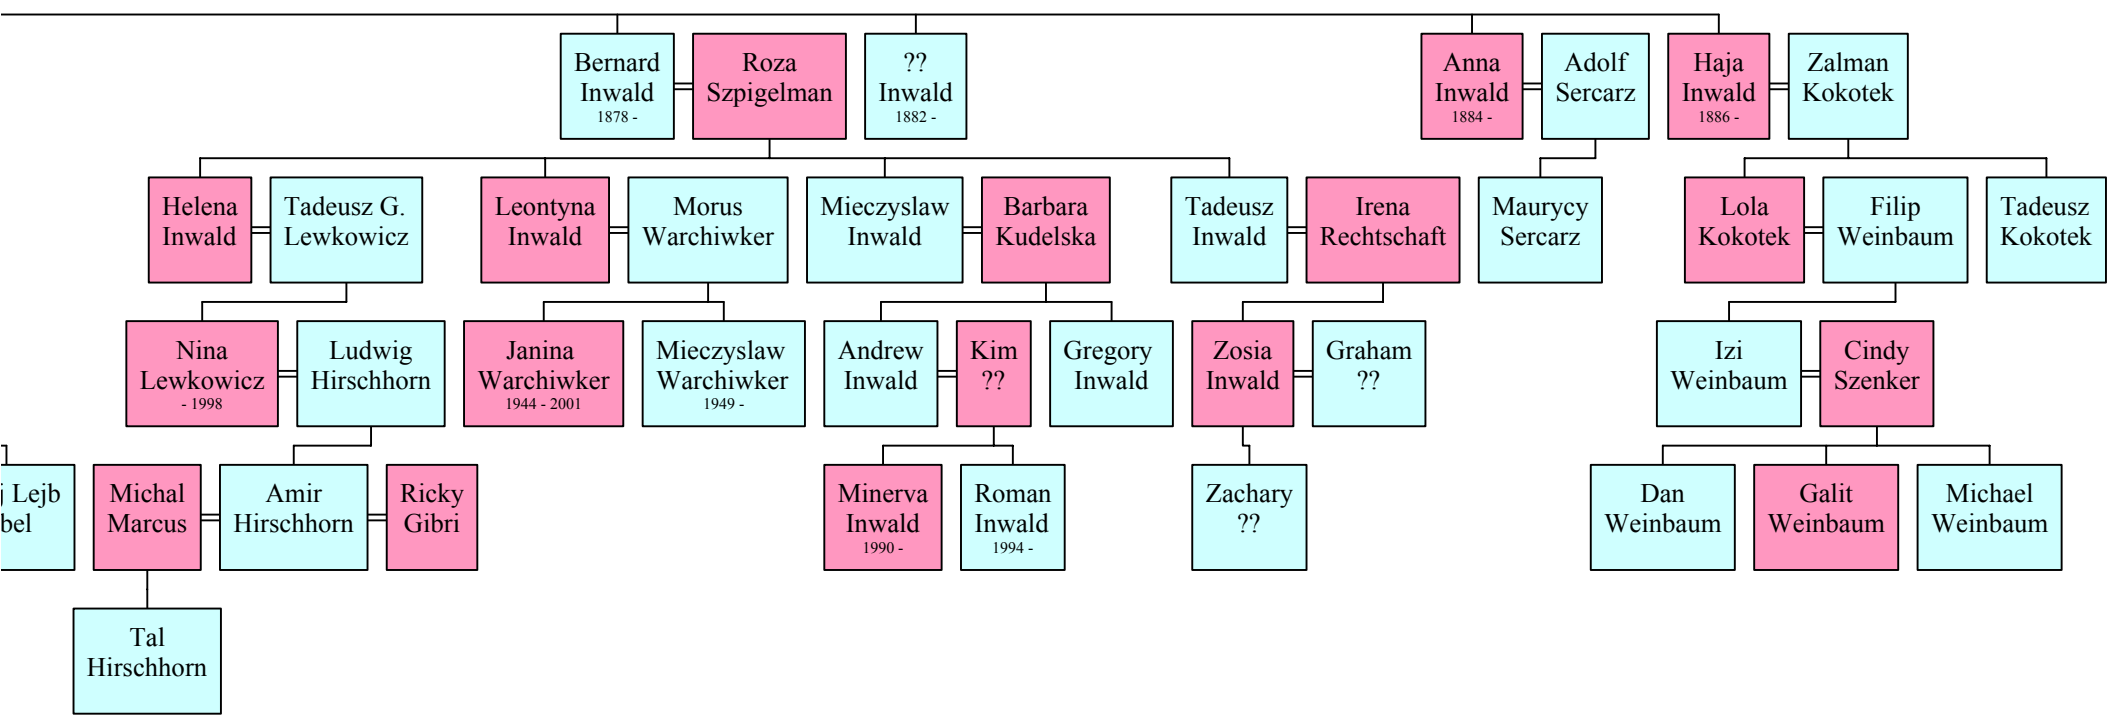 Bernard
Inwald
1878 -
Roza
Szpigelman
??
Inwald
1882 -
Anna
Inwald
1884 -
Adolf
Sercarz
Haja
Inwald
1886 -
Zalman
Kokotek
Helena
Inwald
Tadeusz G.
Lewkowicz
Leontyna
Inwald
Morus
Warchiwker
Mieczyslaw
Inwald
Barbara
Kudelska
Tadeusz
Inwald
Irena
Rechtschaft
Maurycy
Sercarz
Lola
Kokotek
Filip
Weinbaum
Tadeusz
Kokotek
Nina
Lewkowicz
- 1998
Ludwig
Hirschhorn
Janina
Warchiwker
1944 - 2001
Mieczyslaw
Warchiwker
1949 -
Andrew
Inwald
Kim
??
Gregory
Inwald
Zosia
Inwald
Graham
??
Izi
Weinbaum
Cindy
Szenker
j Lejb
bel
Michal
Marcus
Amir
Hirschhorn
Ricky
Gibri
Minerva
Inwald
1990 -
Roman
Inwald
1994 -
Zachary
??
Dan
Weinbaum
Galit
Weinbaum
Michael
Weinbaum
Tal
Hirschhorn